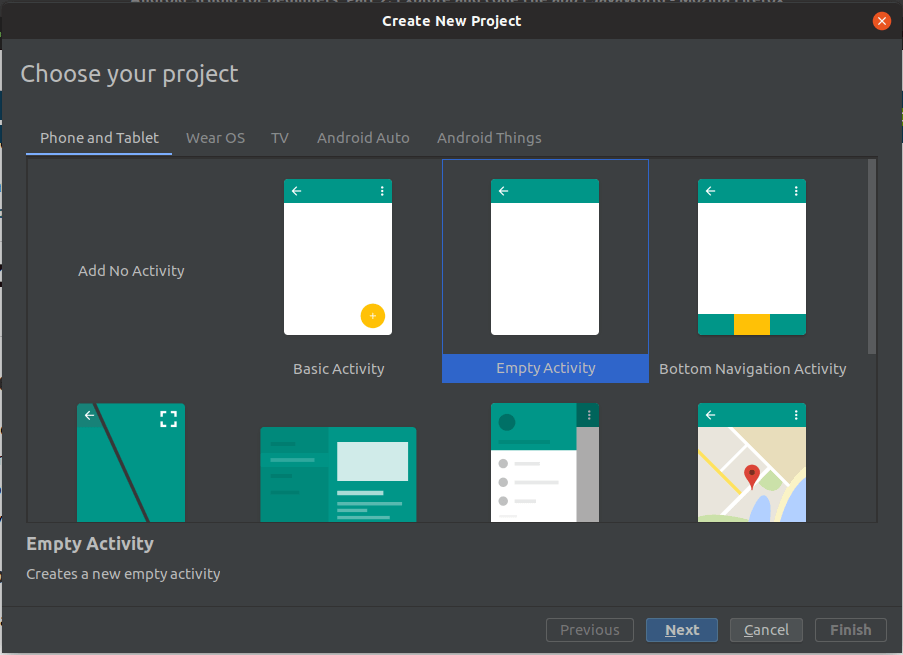 Create New Project
Choose your project
Phone and Tablet Wear OS TV Android Auto Android Things
Add No Activity
Basic Activity
Empty Activity
Bottom Navigation Activity
Empty Activity
Creates a new empty activity
Previous Next Cancel Finish